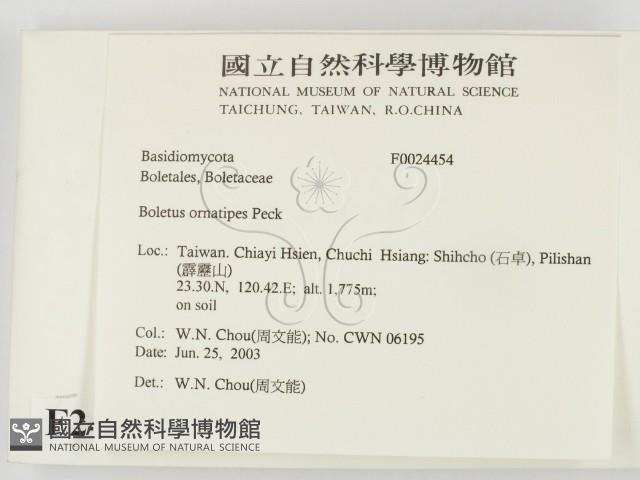 國立自然科學博物館
NATIONAL MUSEUM OF NATURAL SCIENCE
TAICHUNG, TAIWAN, R.O.CHINA
Basidiomycota F0024454
Boletales, Boletaceae
Boletus ornatipes Peck
Loc.: Taiwan. Chiayi Hsien, Chuchi Hsiang: Shihcho (石卓), Pilishan
(霹靂山)
23.30.N, 120.42.E; alt. 1,775m;
on soil
Col.: W.N. Chou(周文能); No. CWN 06195
Date: Jun. 25, 2003
Det.: W.N. Chou(周文能)
F2
國立自然科學博物館
NATIONAL MUSEUM OF NATURAL SCIENCE